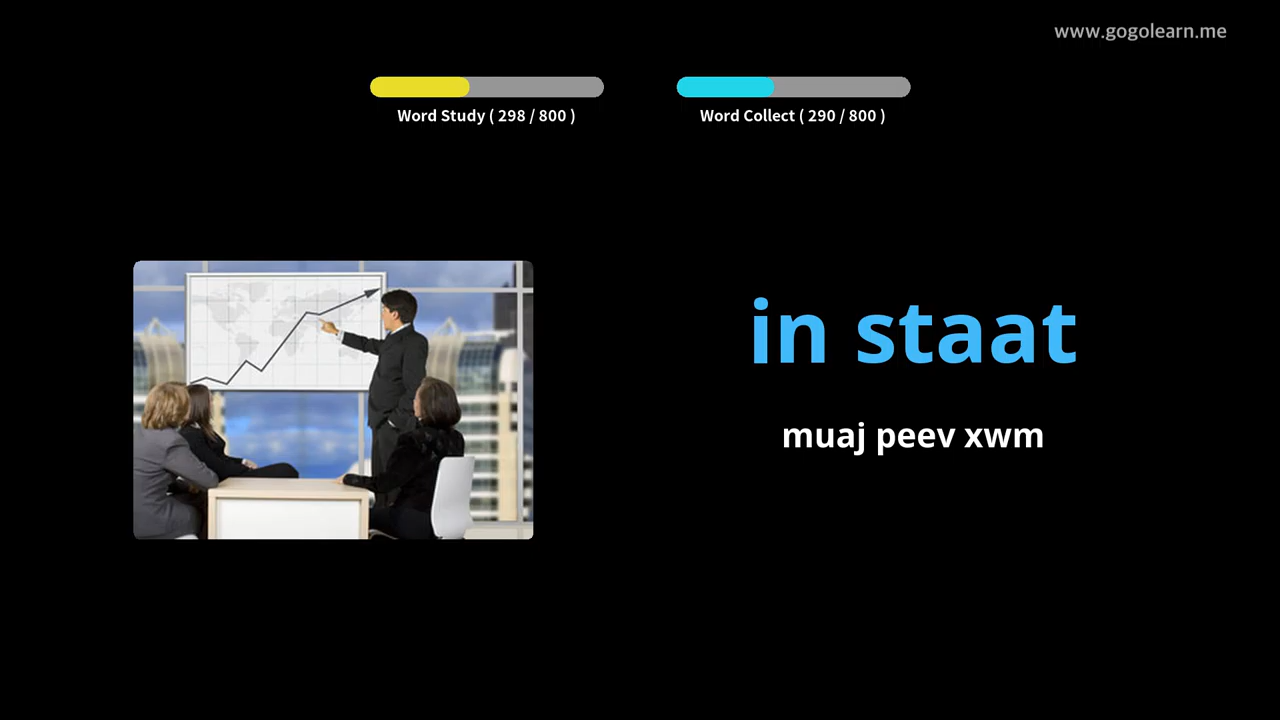 www.gogolearn.me
Word Study ( 298 / 800 )
Word Collect ( 290 / 800 )
in staat
muaj peev xwm